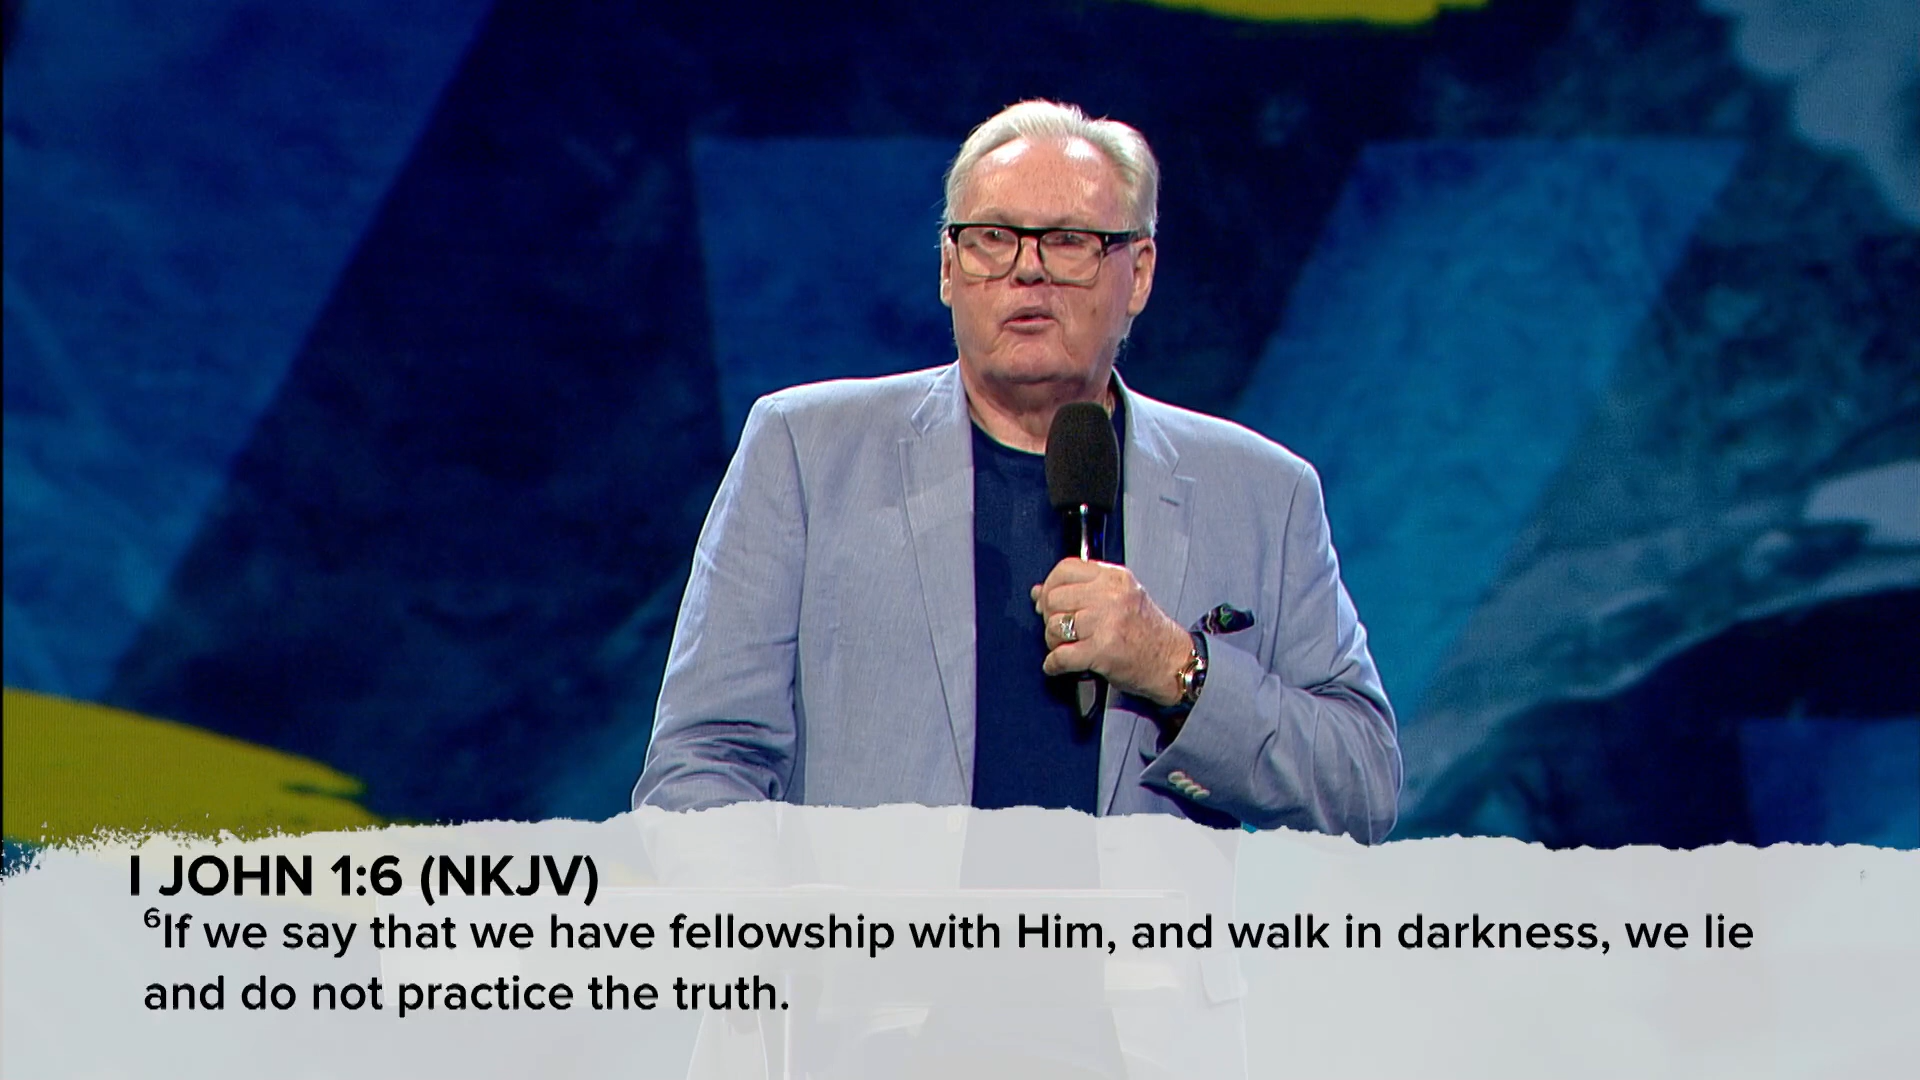 I JOHN 1:6 (NKJV)
⁶If we say that we have fellowship with Him, and walk in darkness, we lie
and do not practice the truth.